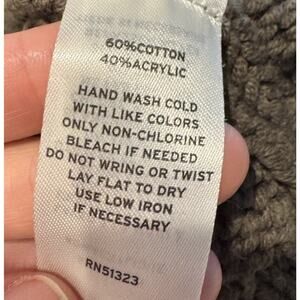 60%COTTON
40%ACRYLIC
HAND WASH COLD
WITH LIKE COLORS
ONLY NON-CHLORINE
BLEACH IF NEEDED
DO NOT WRING OR TWIST
LAY FLAT TO DRY
USE LOW IRON
IF NECESSARY
RN51323